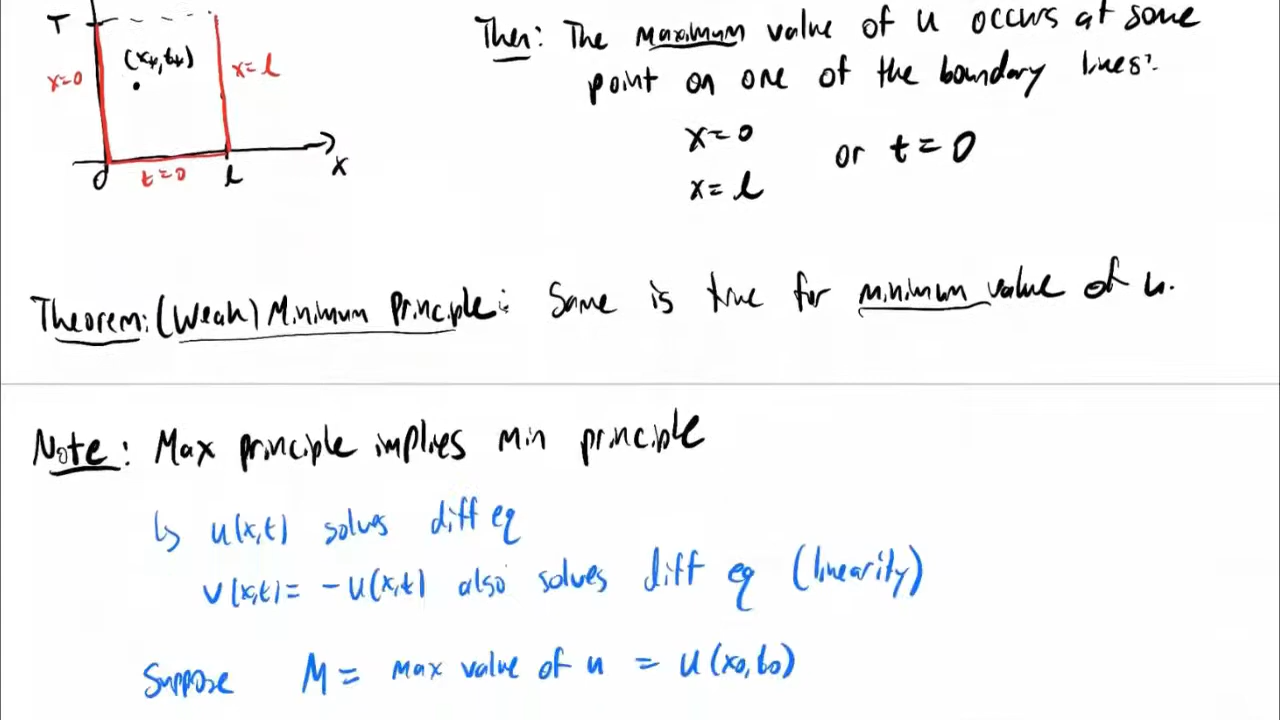 T
(x*, t*)
x=0
x=l
0
t=0
l
x
Then: The maximum value of u occurs at some
point on one of the boundary lines:
x=0
or t=0
x=l
Theorem: (Weak) Minimum Principle: Same is true for minimum value of u.
Note: Max principle implies min principle
↳ u(x,t) solves diff eq
v(x,t) = -u(x,t) also solves diff eq (linearity)
Suppose M = max value of u = u(x0,t0)